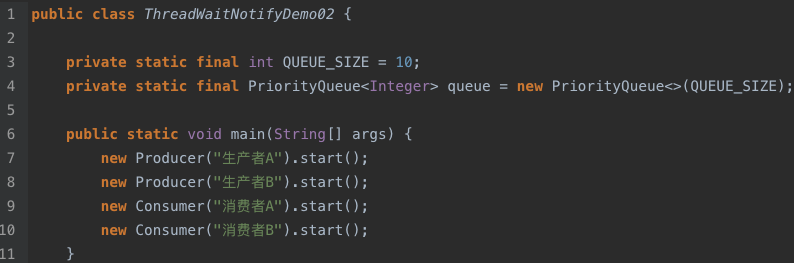 1 public class ThreadWaitNotifyDemo02 {
2
3 private static final int QUEUE_SIZE = 10;
4 private static final PriorityQueue<Integer> queue = new PriorityQueue<>(QUEUE_SIZE);
5
6 public static void main(String[] args) {
7 new Producer("生产者A").start();
8 new Producer("生产者B").start();
9 new Consumer("消费者A").start();
10 new Consumer("消费者B").start();
11 }